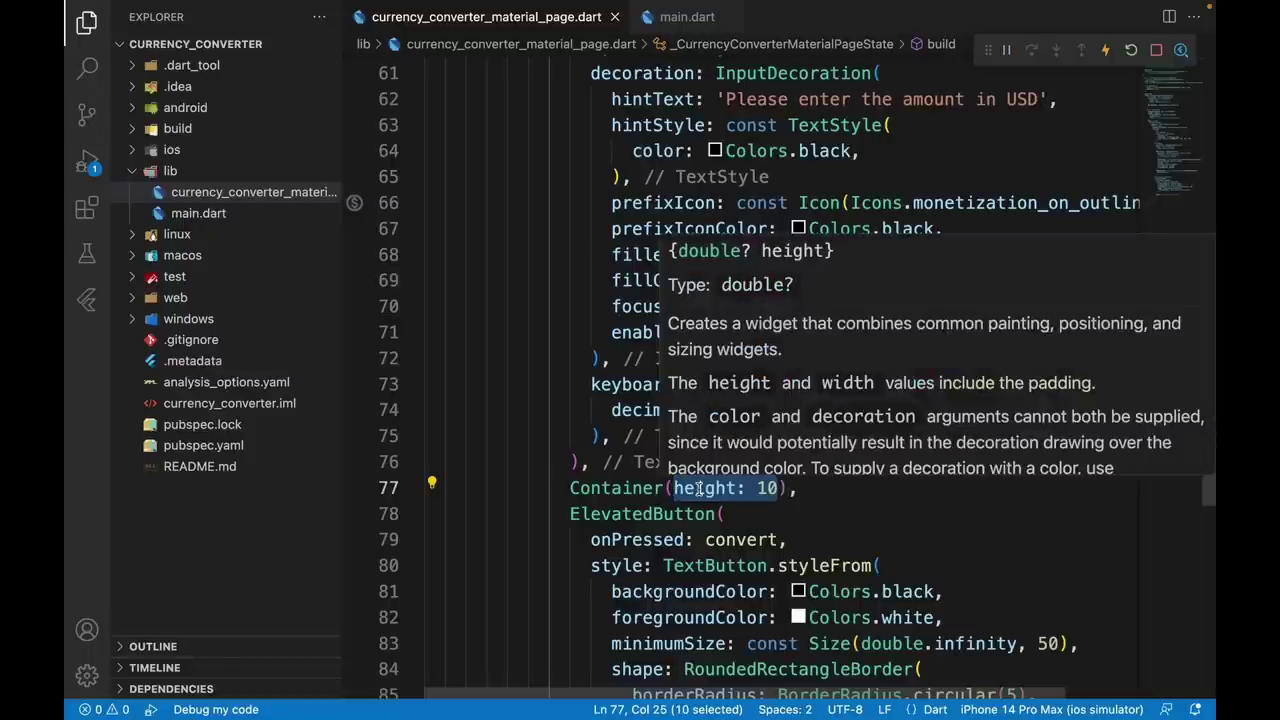 EXPLORER
CURRENCY_CONVERTER
.dart_tool
.idea
android
build
ios
lib
currency_converter_materi...
main.dart
linux
macos
test
web
windows
.gitignore
.metadata
analysis_options.yaml
currency_converter.iml
pubspec.lock
pubspec.yaml
README.md
OUTLINE
TIMELINE
DEPENDENCIES
1
currency_converter_material_page.dart
main.dart
lib > currency_converter_material_page.dart > _CurrencyConverterMaterialPageState > build
61 decoration: InputDecoration(
62 hintText: 'Please enter the amount in USD',
63 hintStyle: const TextStyle(
64 color: Colors.black,
65 ), // TextStyle
66 prefixIcon: const Icon(Icons.monetization_on_outlin
67 prefixIconColor: Colors.black,
68 fille
69 fillC
70 focus
71 enabl
72 ), // I
73 keyboar
74 decim
75 ), // T
76 ), // Te
77 Container(height: 10),
78 ElevatedButton(
79 onPressed: convert,
80 style: TextButton.styleFrom(
81 backgroundColor: Colors.black,
82 foregroundColor: Colors.white,
83 minimumSize: const Size(double.infinity, 50),
84 shape: RoundedRectangleBorder(
85 borderRadius: BorderRadius.circular(5),
{double? height}
Type: double?
Creates a widget that combines common painting, positioning, and
sizing widgets.
The height and width values include the padding.
The color and decoration arguments cannot both be supplied,
since it would potentially result in the decoration drawing over the
background color. To supply a decoration with a color, use
0 0 Debug my code Ln 77, Col 25 (10 selected) Spaces: 2 UTF-8 LF Dart iPhone 14 Pro Max (ios simulator)